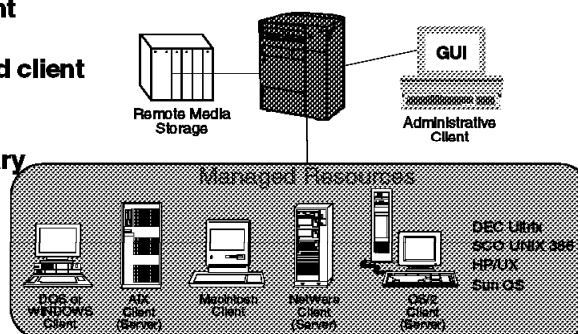 nt
d client
ary
GUI
Remote Media
Storage
Administrative
Client
Managed Resources
DOS or
WINDOWS
Client
AIX
Client
(Server)
Macintosh
Client
NetWare
Client
(Server)
OS/2
Client
(Server)
DEC Ultrix
SCO UNIX 386
HP/UX
Sun OS